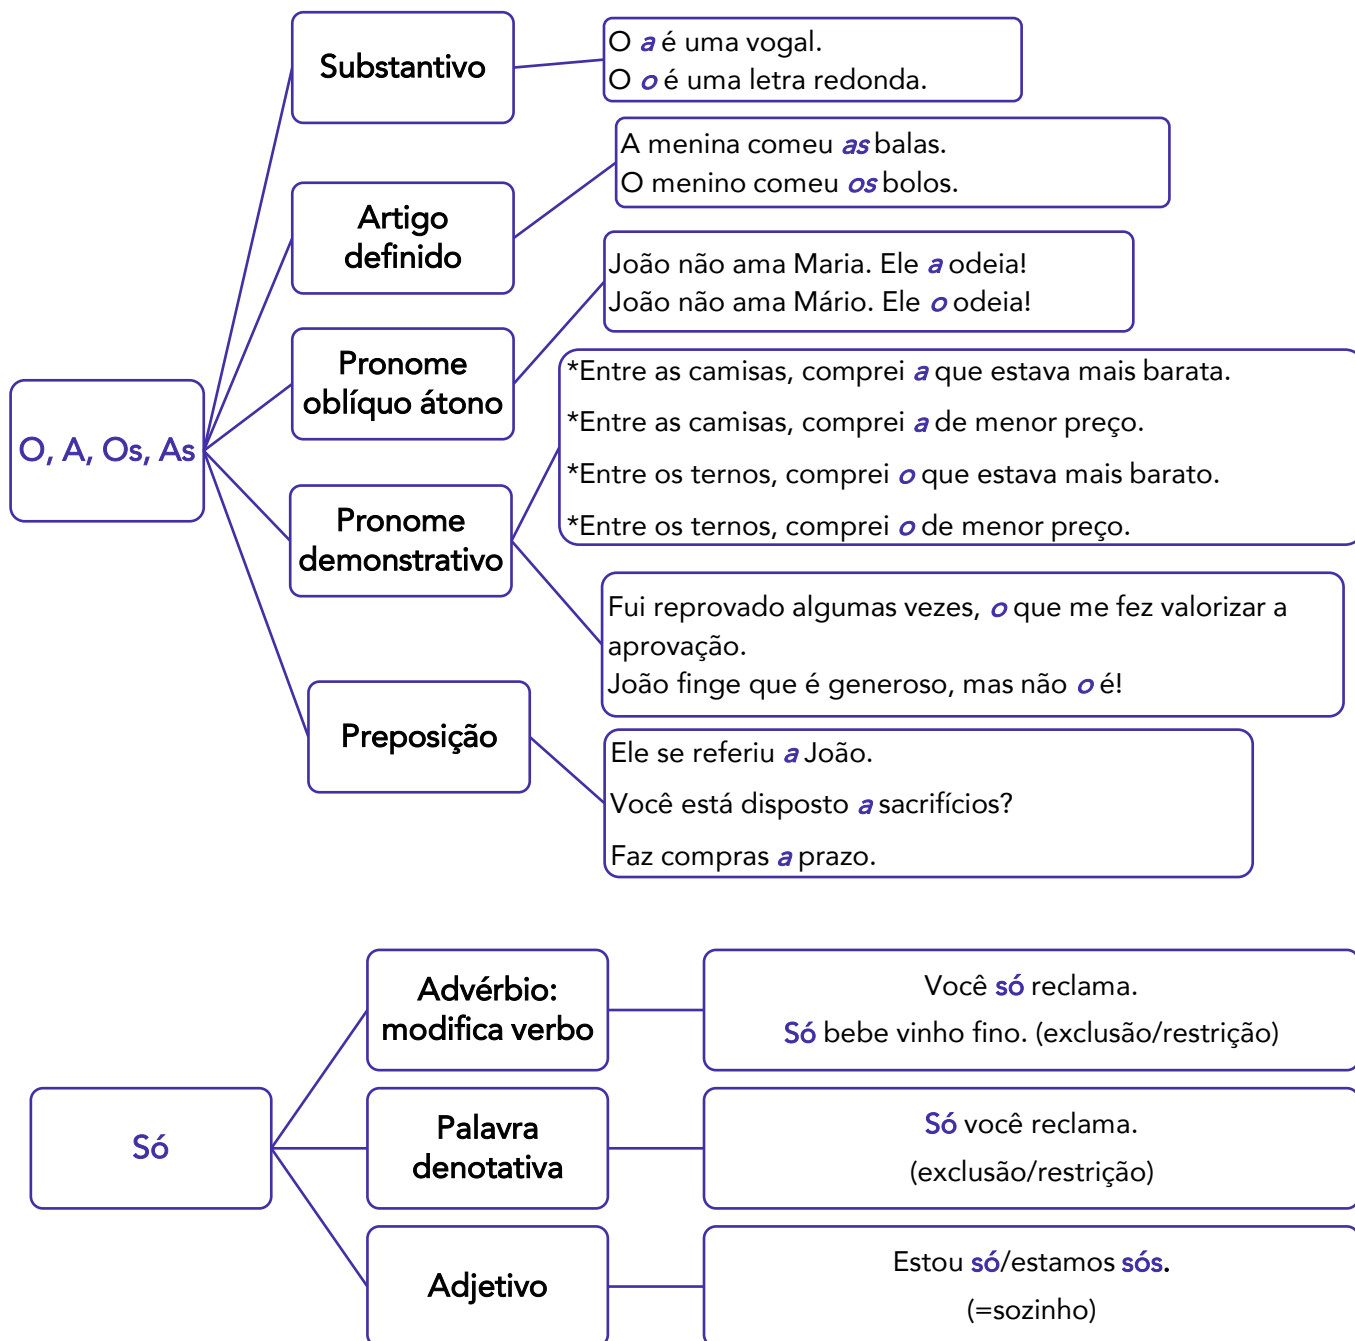 O, A, Os, As
Substantivo
O a é uma vogal.
O o é uma letra redonda.
Artigo
definido
A menina comeu as balas.
O menino comeu os bolos.
Pronome
oblíquo átono
João não ama Maria. Ele a odeia!
João não ama Mário. Ele o odeia!
Pronome
demonstrativo
*Entre as camisas, comprei a que estava mais barata.
*Entre as camisas, comprei a de menor preço.
*Entre os ternos, comprei o que estava mais barato.
*Entre os ternos, comprei o de menor preço.
Fui reprovado algumas vezes, o que me fez valorizar a
aprovação.
João finge que é generoso, mas não o é!
Preposição
Ele se referiu a João.
Você está disposto a sacrifícios?
Faz compras a prazo.
Só
Advérbio:
modifica verbo
Você só reclama.
Só bebe vinho fino. (exclusão/restrição)
Palavra
denotativa
Só você reclama.
(exclusão/restrição)
Adjetivo
Estou só/estamos sós.
(=sozinho)